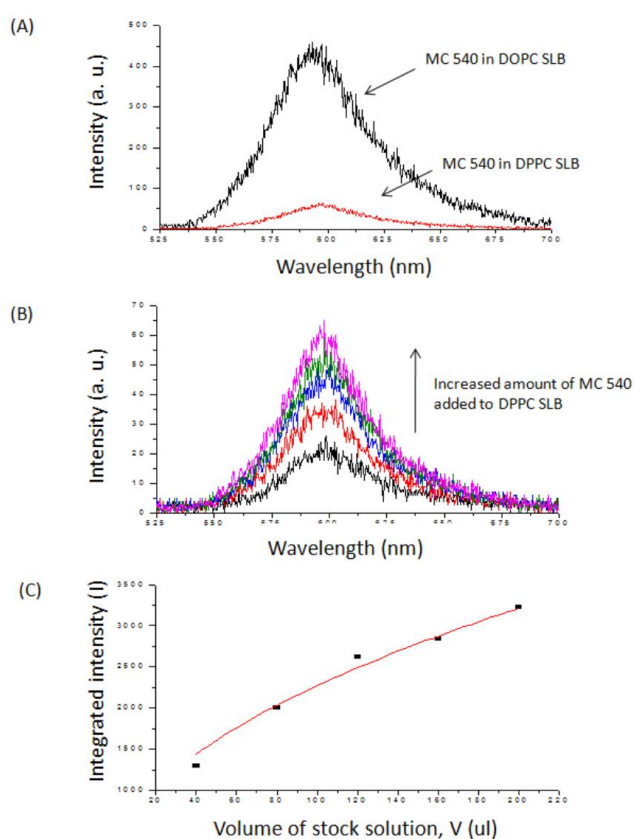 (A)
Intensity (a. u.)
500
400
300
200
100
0
MC 540 in DOPC SLB
MC 540 in DPPC SLB
525 550 575 600 625 650 675 700
Wavelength (nm)
(B)
Intensity (a. u.)
70
60
50
40
30
20
10
0
Increased amount of MC 540
added to DPPC SLB
525 550 575 600 625 650 675 700
Wavelength (nm)
(C)
Integrated intensity (I)
3500
3000
2500
2000
1500
1000
20 40 60 80 100 120 140 160 180 200 220
Volume of stock solution, V (ul)